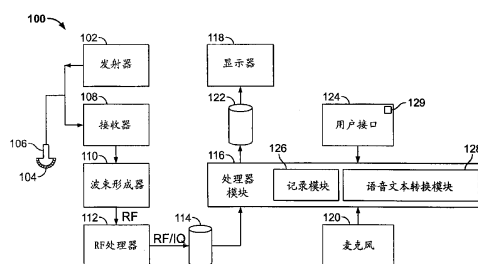 100
102
发射器
118
显示器
108
接收器
122
124
用户接口
129
106
104
110
波束形成器
116
处理器
模块
126
记录模块
128
语音文本转换模块
RF
112
RF处理器
RF/IQ
114
120
麦克风